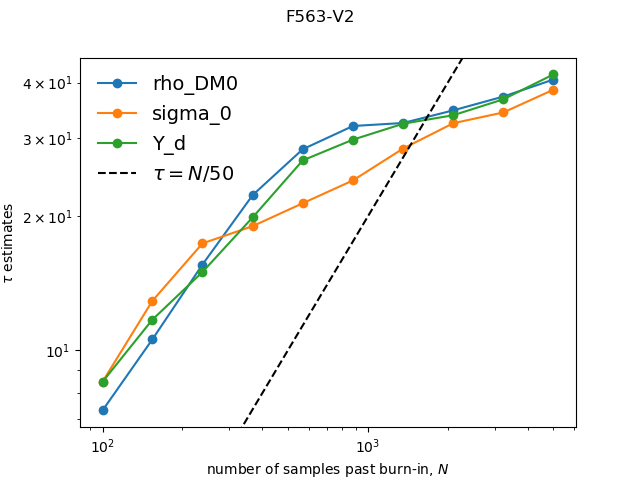 F563-V2
rho_DM0
sigma_0
Y_d
τ = N/50
4 × 10¹
3 × 10¹
2 × 10¹
10¹
τ estimates
10²
10³
number of samples past burn-in, N